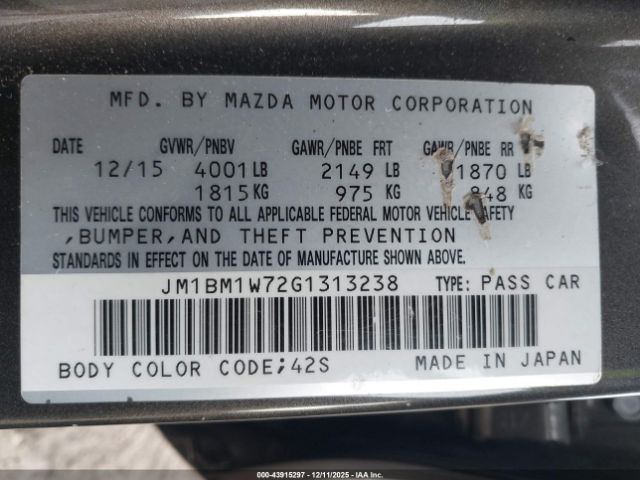 MFD. BY MAZDA MOTOR CORPORATION
DATE GVWR/PNBV GAWR/PNBE FRT GAWR/PNBE RR
12/15 4001 LB 2149 LB 1870 LB
1815 KG 975 KG 848 KG
THIS VEHICLE CONFORMS TO ALL APPLICABLE FEDERAL MOTOR VEHICLE SAFETY
,BUMPER,AND THEFT PREVENTION
STANDARDS IN EFFECT ON THE DATE OF MANUFACTURE SHOWN ABOVE.
JM1BM1W72G1313238 TYPE: PASS CAR
BODY COLOR CODE;42S MADE IN JAPAN
000-43915297 - 12/11/2025 - IAA Inc.